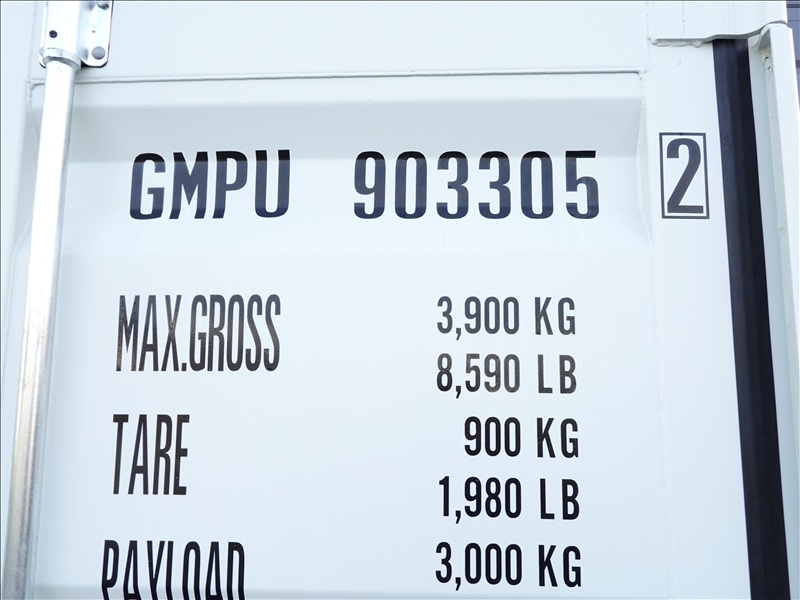 GMPU 903305 2
MAX.GROSS 3,900 KG
8,590 LB
TARE 900 KG
1,980 LB
PAYLOAD 3,000 KG